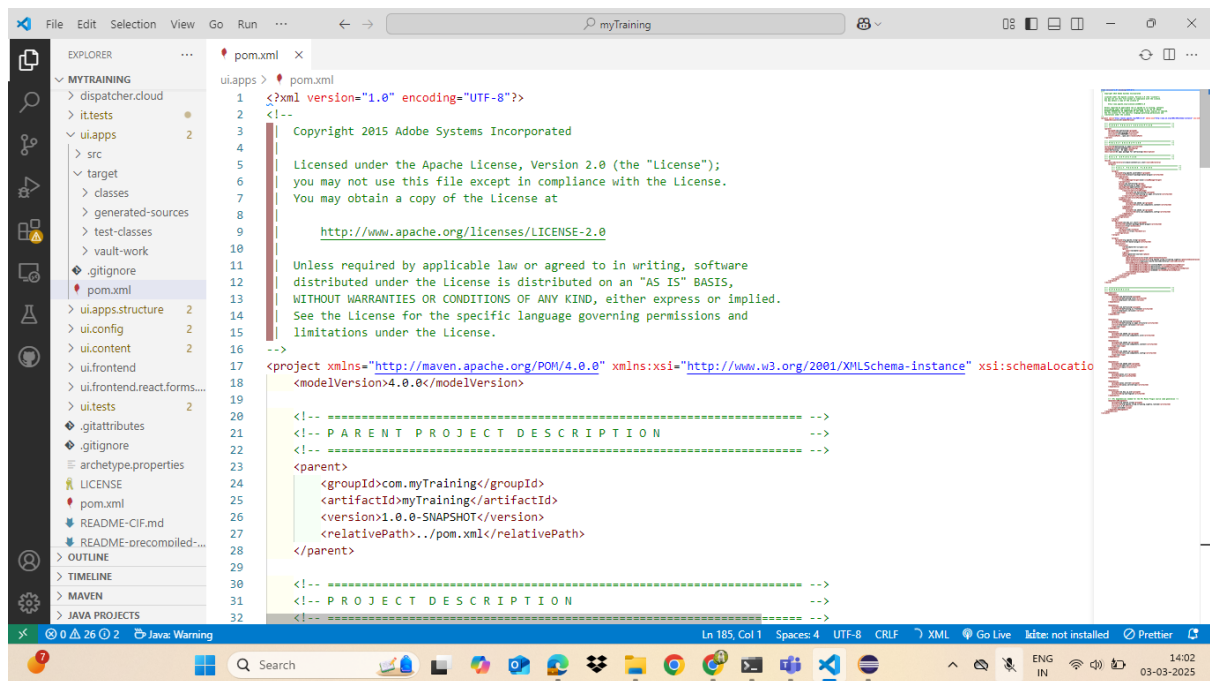 File Edit Selection View Go Run ··· ← → myTraining
EXPLORER ···
MYTRAINING
dispatcher.cloud
it.tests
ui.apps 2
src
target
classes
generated-sources
test-classes
vault-work
.gitignore
pom.xml
ui.apps.structure 2
ui.config 2
ui.content 2
ui.frontend
ui.frontend.react.forms....
ui.tests 2
.gitattributes
.gitignore
archetype.properties
LICENSE
pom.xml
README-CIF.md
README-precompiled-...
OUTLINE
TIMELINE
MAVEN
JAVA PROJECTS
pom.xml ×
ui.apps > pom.xml
1 <?xml version="1.0" encoding="UTF-8"?>
2 <!--
3 Copyright 2015 Adobe Systems Incorporated
4
5 Licensed under the Apache License, Version 2.0 (the "License");
6 you may not use this file except in compliance with the License.
7 You may obtain a copy of the License at
8
9 http://www.apache.org/licenses/LICENSE-2.0
10
11 Unless required by applicable law or agreed to in writing, software
12 distributed under the License is distributed on an "AS IS" BASIS,
13 WITHOUT WARRANTIES OR CONDITIONS OF ANY KIND, either express or implied.
14 See the License for the specific language governing permissions and
15 limitations under the License.
16 -->
17 <project xmlns="http://maven.apache.org/POM/4.0.0" xmlns:xsi="http://www.w3.org/2001/XMLSchema-instance" xsi:schemaLocatio
18 <modelVersion>4.0.0</modelVersion>
19
20 <!-- ====================================================================== -->
21 <!-- P A R E N T  P R O J E C T  D E S C R I P T I O N -->
22 <!-- ====================================================================== -->
23 <parent>
24 <groupId>com.myTraining</groupId>
25 <artifactId>myTraining</artifactId>
26 <version>1.0.0-SNAPSHOT</version>
27 <relativePath>../pom.xml</relativePath>
28 </parent>
29
30 <!-- ====================================================================== -->
31 <!-- P R O J E C T  D E S C R I P T I O N -->
32 <!-- ====================================================================== -->
0 26 2 Java: Warning Ln 185, Col 1 Spaces: 4 UTF-8 CRLF XML Go Live kite: not installed Prettier
7 Search ENG IN 14:02 03-03-2025